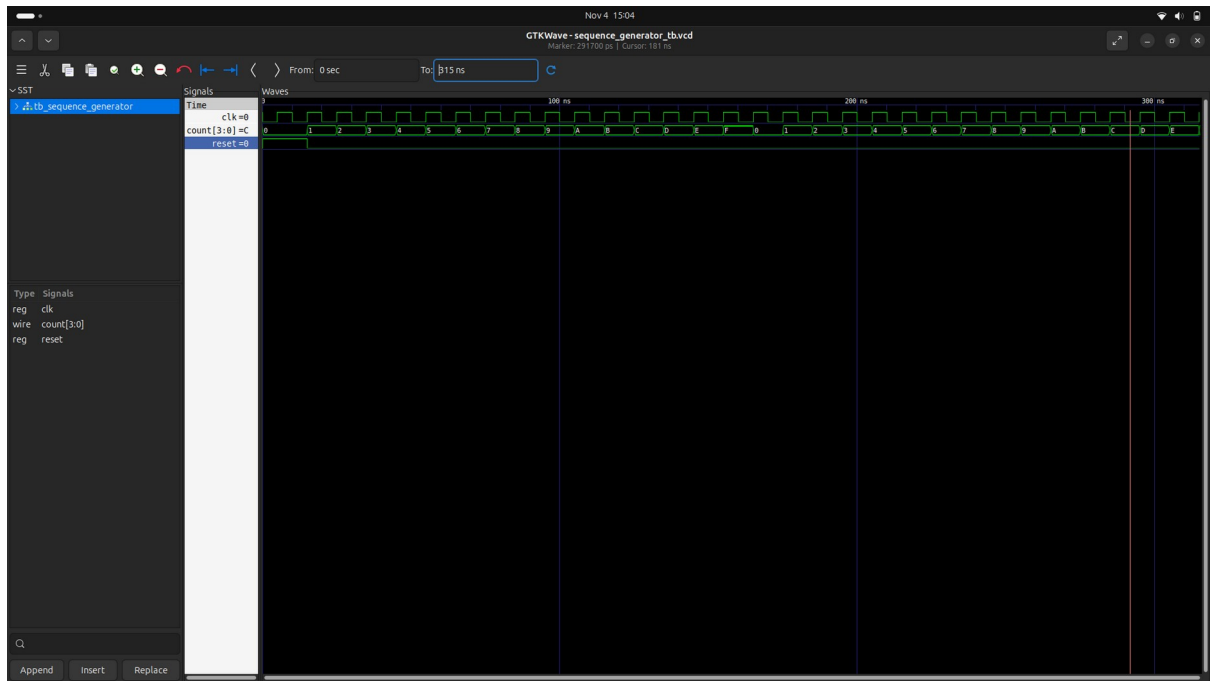 Nov 4 15:04
GTKWave - sequence_generator_tb.vcd
Marker: 291700 ps | Cursor: 181 ns
From: 0 sec To: 315 ns
SST
tb_sequence_generator
Signals
Waves
Time
100 ns 200 ns 300 ns
clk =0
count[3:0] =C
0 1 2 3 4 5 6 7 8 9 A B C D E F 0 1 2 3 4 5 6 7 8 9 A B C D E
reset =0
Type Signals
reg clk
wire count[3:0]
reg reset
Append Insert Replace